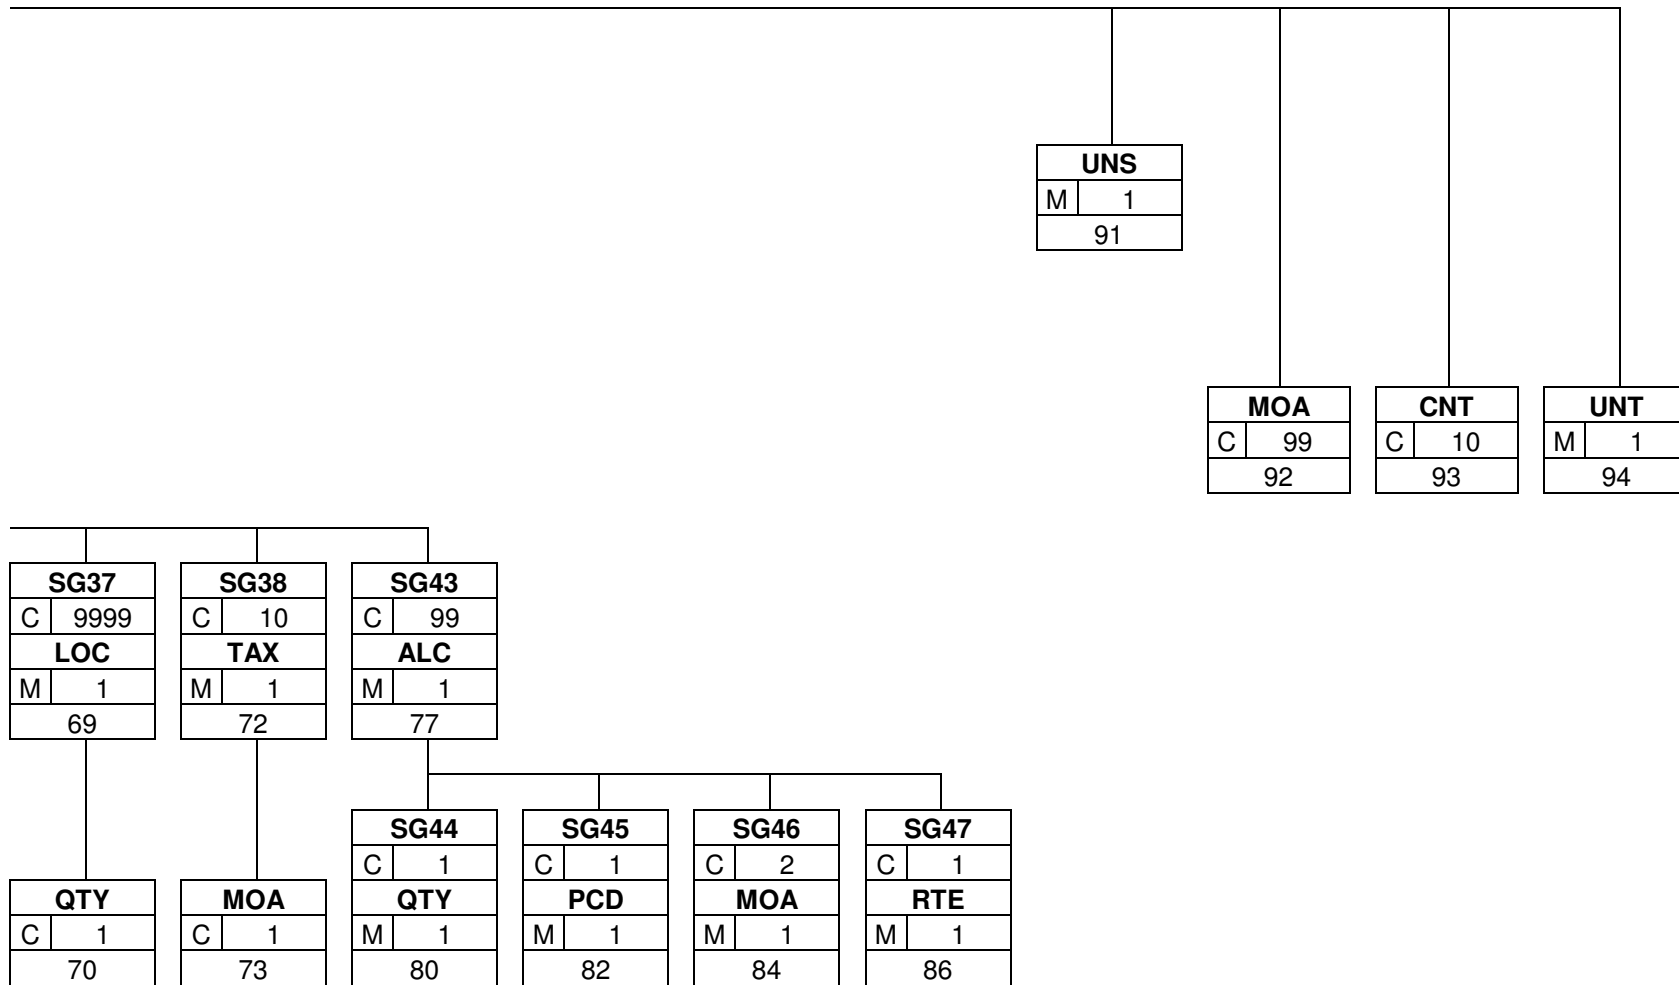 UNS
M 1
91
MOA CNT UNT
C 99 C 10 M 1
92 93 94
SG37 SG38 SG43
C 9999 C 10 C 99
LOC TAX ALC
M 1 M 1 M 1
69 72 77
SG44 SG45 SG46 SG47
C 1 C 1 C 2 C 1
QTY MOA QTY PCD MOA RTE
C 1 C 1 M 1 M 1 M 1 M 1
70 73 80 82 84 86